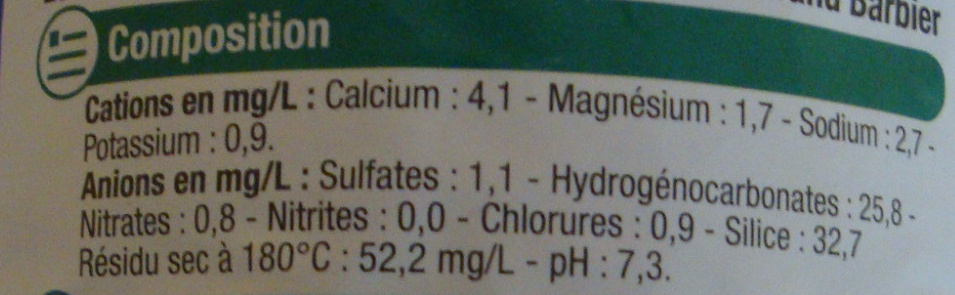 Barbier
Composition
Cations en mg/L : Calcium : 4,1 - Magnésium : 1,7 - Sodium : 2,7 -
Potassium : 0,9.
Anions en mg/L : Sulfates : 1,1 - Hydrogénocarbonates : 25,8 -
Nitrates : 0,8 - Nitrites : 0,0 - Chlorures : 0,9 - Silice : 32,7
Résidu sec à 180°C : 52,2 mg/L - pH : 7,3.